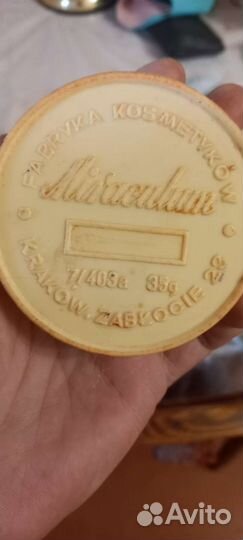 FABRYKA KOSMETYKÓW
Miraculum
7/403a 35g
KRAKÓW, ZABŁOCIE 23
Avito